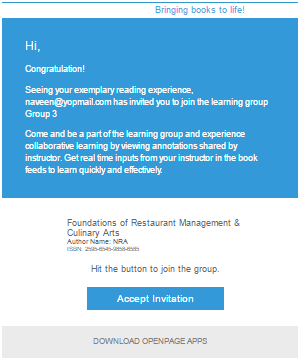 Bringing books to life!
Hi,
Congratulation!
Seeing your exemplary reading experience,
naveen@yopmail.com has invited you to join the learning group
Group 3
Come and be a part of the learning group and experience
collaborative learning by viewing annotations shared by
instructor. Get real time inputs from your instructor in the book
feeds to learn quickly and effectively.
Foundations of Restaurant Management &
Culinary Arts
Author Name: NRA
ISSN: 2595-6545-9858-6565
Hit the button to join the group.
Accept Invitation
DOWNLOAD OPENPAGE APPS